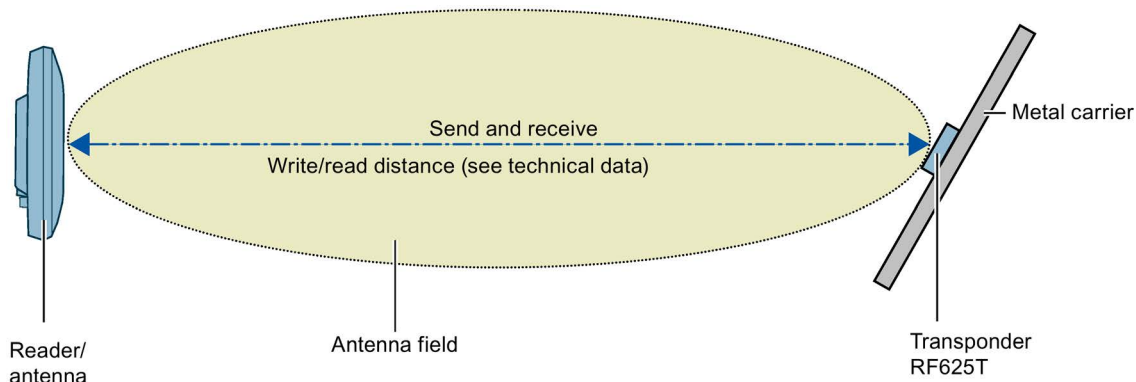 Send and receive
Write/read distance (see technical data)
Metal carrier
Reader/
antenna
Antenna field
Transponder
RF625T